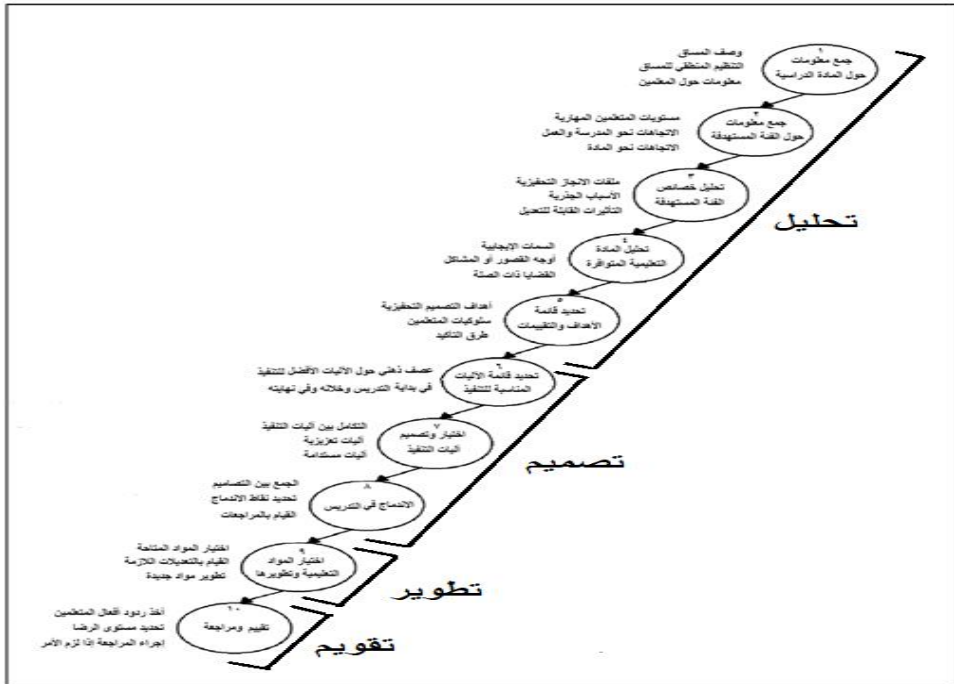 ١
جمع معلومات
حول المادة الدراسية
وصف المساق
التنظيم المنطقي للمساق
معلومات حول المعلمين
٢
جمع معلومات
حول الفئة المستهدفة
مستويات المتعلمين المهارية
الاتجاهات نحو المدرسة والعمل
الاتجاهات نحو المادة
٣
تحليل خصائص
الفئة المستهدفة
ملفات الانجاز التحفيزية
الأسباب الجذرية
التأثيرات القابلة للتعديل
تحليل
٤
تحليل المادة
التعليمية المتوافرة
السمات الايجابية
أوجه القصور أو المشاكل
القضايا ذات الصلة
٥
تحديد قائمة
الأهداف والتقييمات
أهداف التصميم التحفيزية
سلوكيات المتعلمين
طرق التأكيد
٦
تحديد قائمة الآليات
المناسبة للتنفيذ
عصف ذهني حول الآليات الأفضل للتنفيذ
في بداية التدريس وخلاله وفي نهايته
٧
اختيار وتصميم
آليات التنفيذ
التكامل بين آليات التنفيذ
آليات تعزيزية
آليات مستدامة
تصميم
٨
الاندماج في التدريس
الجمع بين التصاميم
تحديد نقاط الاندماج
القيام بالمراجعات
٩
اختيار المواد
التعليمية وتطويرها
اختيار المواد المتاحة
القيام بالتعديلات اللازمة
تطوير مواد جديدة
تطوير
١٠
تقييم ومراجعة
أخذ ردود أفعال المتعلمين
تحديد مستوى الرضا
إجراء المراجعة إذا لزم الأمر
تقويم